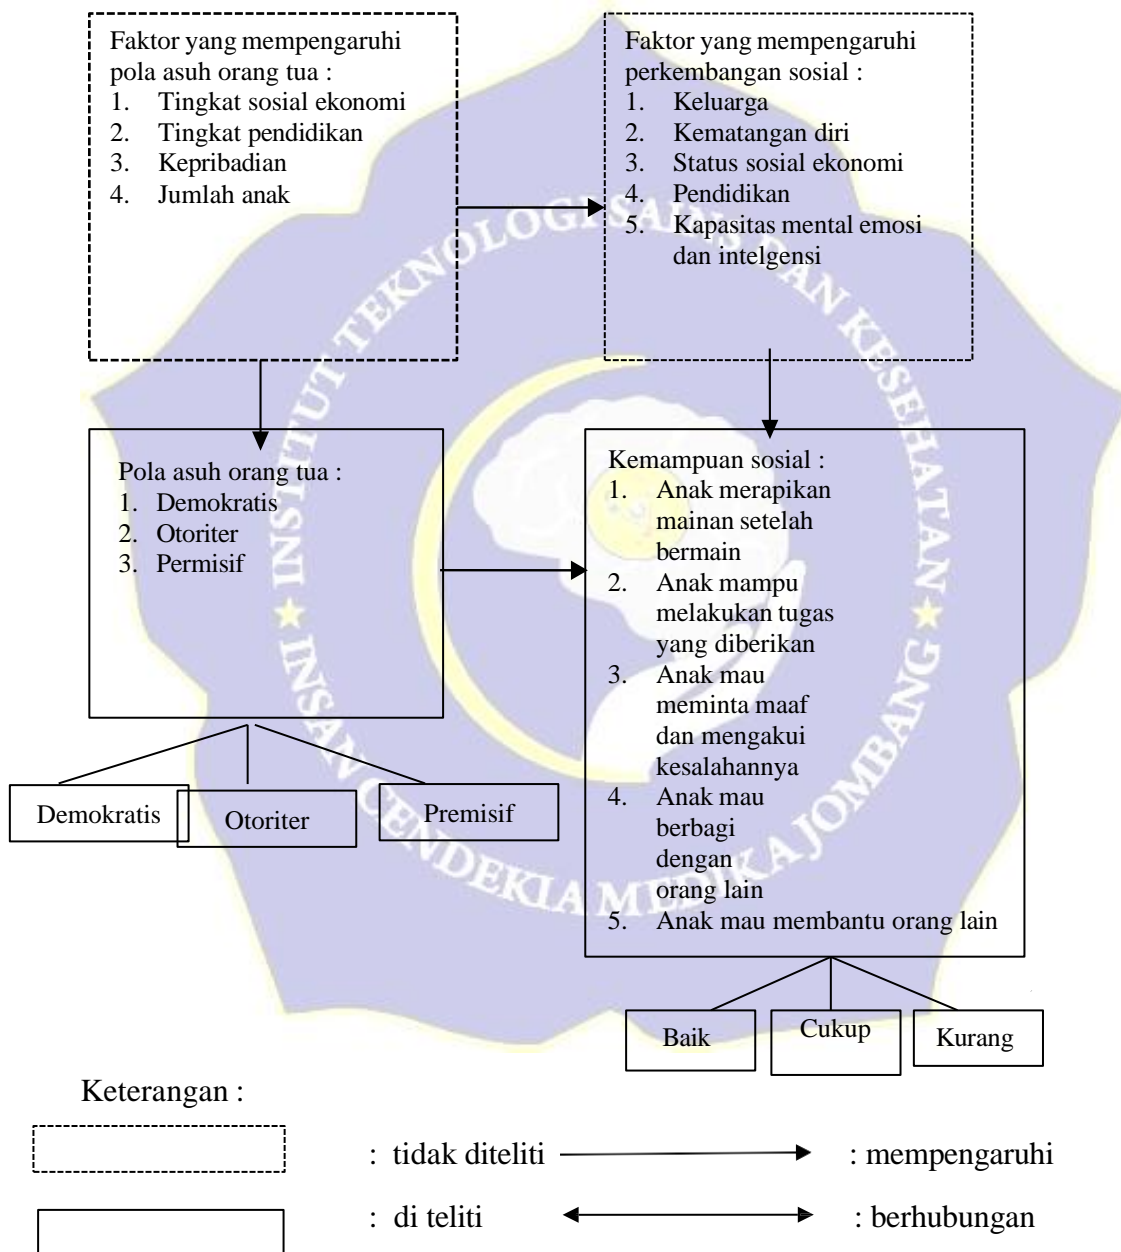 Faktor yang mempengaruhi
pola asuh orang tua :
1. Tingkat sosial ekonomi
2. Tingkat pendidikan
3. Kepribadian
4. Jumlah anak
Faktor yang mempengaruhi
perkembangan sosial :
1. Keluarga
2. Kematangan diri
3. Status sosial ekonomi
4. Pendidikan
5. Kapasitas mental emosi
dan intelgensi
Pola asuh orang tua :
1. Demokratis
2. Otoriter
3. Permisif
Kemampuan sosial :
1. Anak merapikan
mainan setelah
bermain
2. Anak mampu
melakukan tugas
yang diberikan
3. Anak mau
meminta maaf
dan mengakui
kesalahannya
4. Anak mau
berbagi
dengan
orang lain
5. Anak mau membantu orang lain
Demokratis
Otoriter
Premisif
Baik
Cukup
Kurang
Keterangan :
: tidak diteliti
: mempengaruhi
: di teliti
: berhubungan
INSTITUT TEKNOLOGI SAINS DAN KESEHATAN
INSAN CENDEKIA MEDIKA JOMBANG